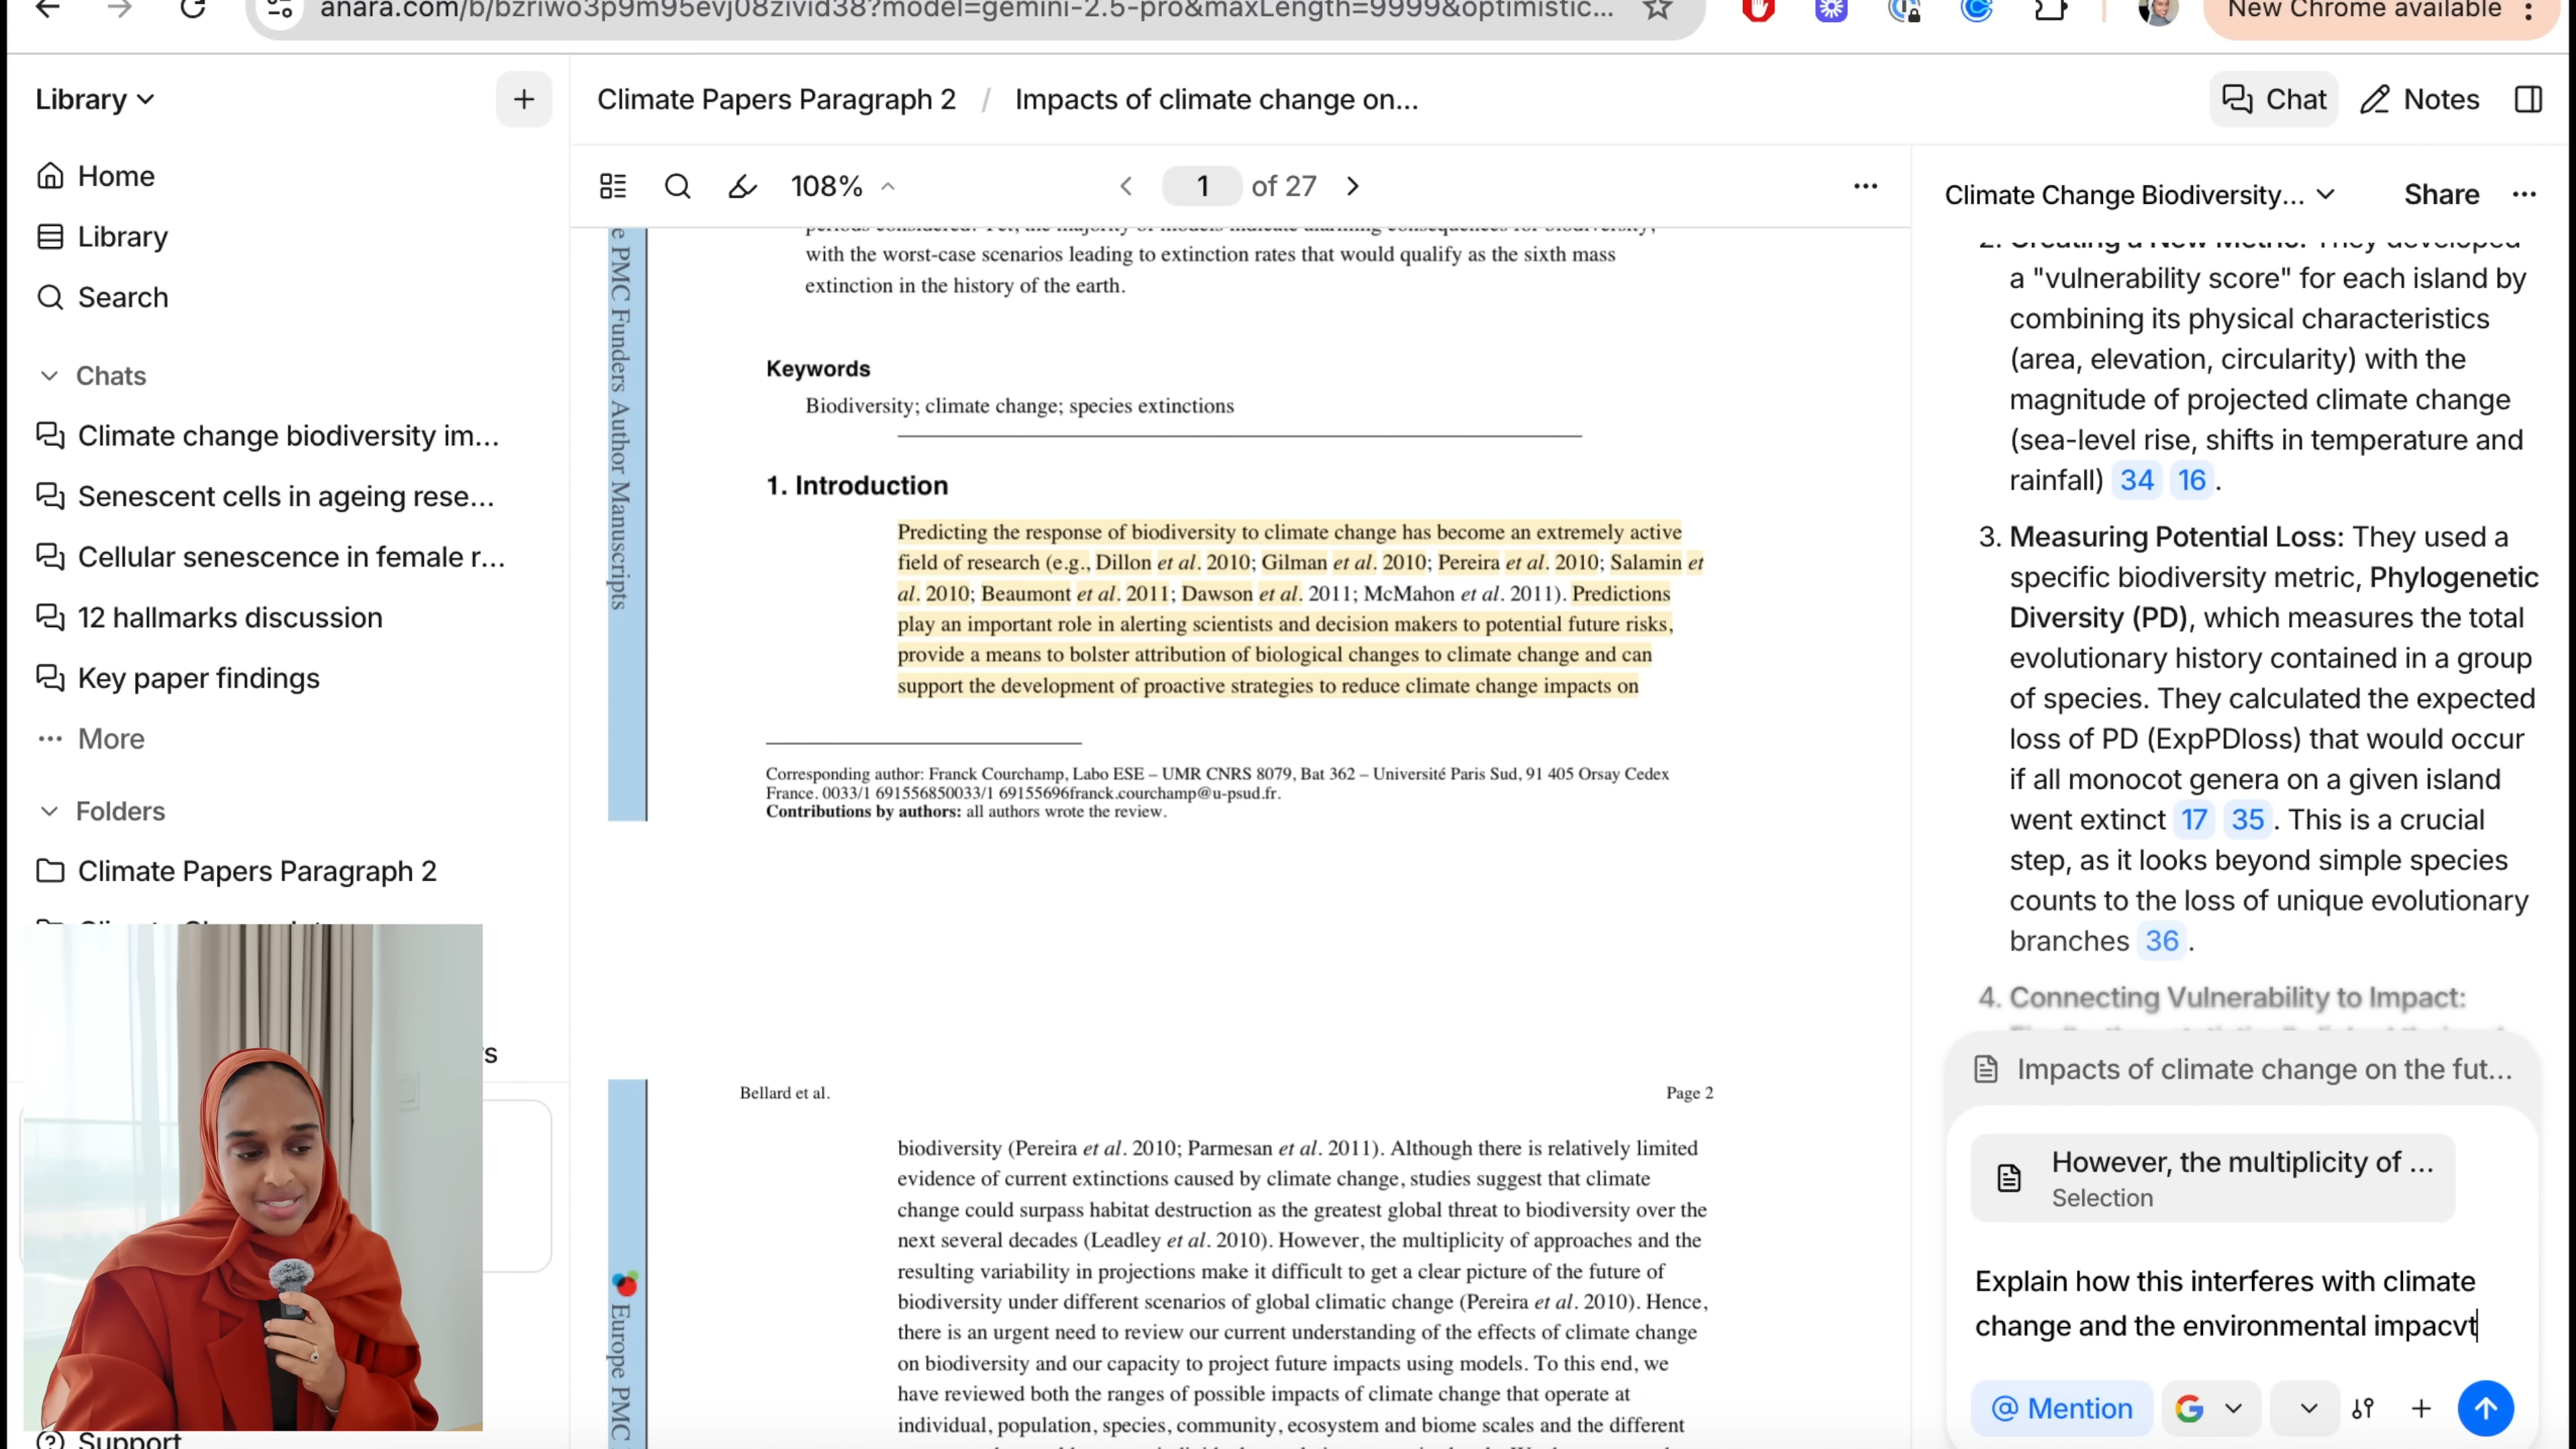 anara.com/b/bzriwo3p9m95evj08zivid38?model=gemini-2.5-pro&maxLength=9999&optimistic...
New Chrome available
Library
Climate Papers Paragraph 2 / Impacts of climate change on...
Chat
Notes
Home
Library
Search
Chats
Climate change biodiversity im...
Senescent cells in ageing rese...
Cellular senescence in female r...
12 hallmarks discussion
Key paper findings
More
Folders
Climate Papers Paragraph 2
s
Support
108%
1 of 27
e PMC Funders Author Manuscripts
with the worst-case scenarios leading to extinction rates that would qualify as the sixth mass
extinction in the history of the earth.
Keywords
Biodiversity; climate change; species extinctions
1. Introduction
Predicting the response of biodiversity to climate change has become an extremely active
field of research (e.g., Dillon et al. 2010; Gilman et al. 2010; Pereira et al. 2010; Salamin et
al. 2010; Beaumont et al. 2011; Dawson et al. 2011; McMahon et al. 2011). Predictions
play an important role in alerting scientists and decision makers to potential future risks,
provide a means to bolster attribution of biological changes to climate change and can
support the development of proactive strategies to reduce climate change impacts on
Corresponding author: Franck Courchamp, Labo ESE – UMR CNRS 8079, Bat 362 – Université Paris Sud, 91 405 Orsay Cedex
France. 0033/1 691556850033/1 69155696franck.courchamp@u-psud.fr.
Contributions by authors: all authors wrote the review.
Bellard et al.
Page 2
Europe PMC
biodiversity (Pereira et al. 2010; Parmesan et al. 2011). Although there is relatively limited
evidence of current extinctions caused by climate change, studies suggest that climate
change could surpass habitat destruction as the greatest global threat to biodiversity over the
next several decades (Leadley et al. 2010). However, the multiplicity of approaches and the
resulting variability in projections make it difficult to get a clear picture of the future of
biodiversity under different scenarios of global climatic change (Pereira et al. 2010). Hence,
there is an urgent need to review our current understanding of the effects of climate change
on biodiversity and our capacity to project future impacts using models. To this end, we
have reviewed both the ranges of possible impacts of climate change that operate at
individual, population, species, community, ecosystem and biome scales and the different
Climate Change Biodiversity...
Share
2. Creating a New Metric: They developed
a "vulnerability score" for each island by
combining its physical characteristics
(area, elevation, circularity) with the
magnitude of projected climate change
(sea-level rise, shifts in temperature and
rainfall) 34 16 .
3. Measuring Potential Loss: They used a
specific biodiversity metric, Phylogenetic
Diversity (PD), which measures the total
evolutionary history contained in a group
of species. They calculated the expected
loss of PD (ExpPDloss) that would occur
if all monocot genera on a given island
went extinct 17 35 . This is a crucial
step, as it looks beyond simple species
counts to the loss of unique evolutionary
branches 36 .
4. Connecting Vulnerability to Impact:
Impacts of climate change on the fut...
However, the multiplicity of ...
Selection
Explain how this interferes with climate
change and the environmental impacvt
@ Mention